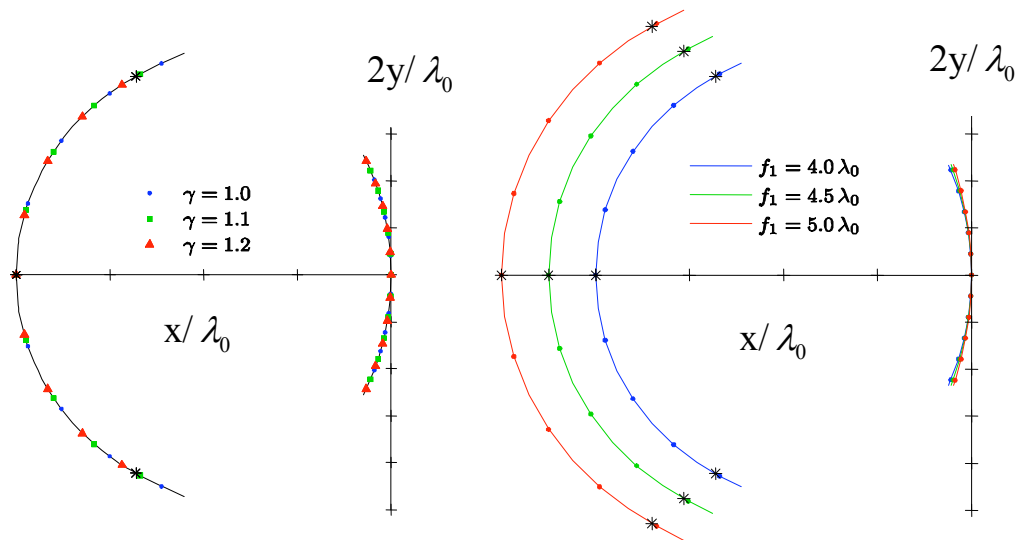 2y/ λ₀
γ = 1.0
γ = 1.1
γ = 1.2
x/ λ₀
2y/ λ₀
f₁ = 4.0 λ₀
f₁ = 4.5 λ₀
f₁ = 5.0 λ₀
x/ λ₀